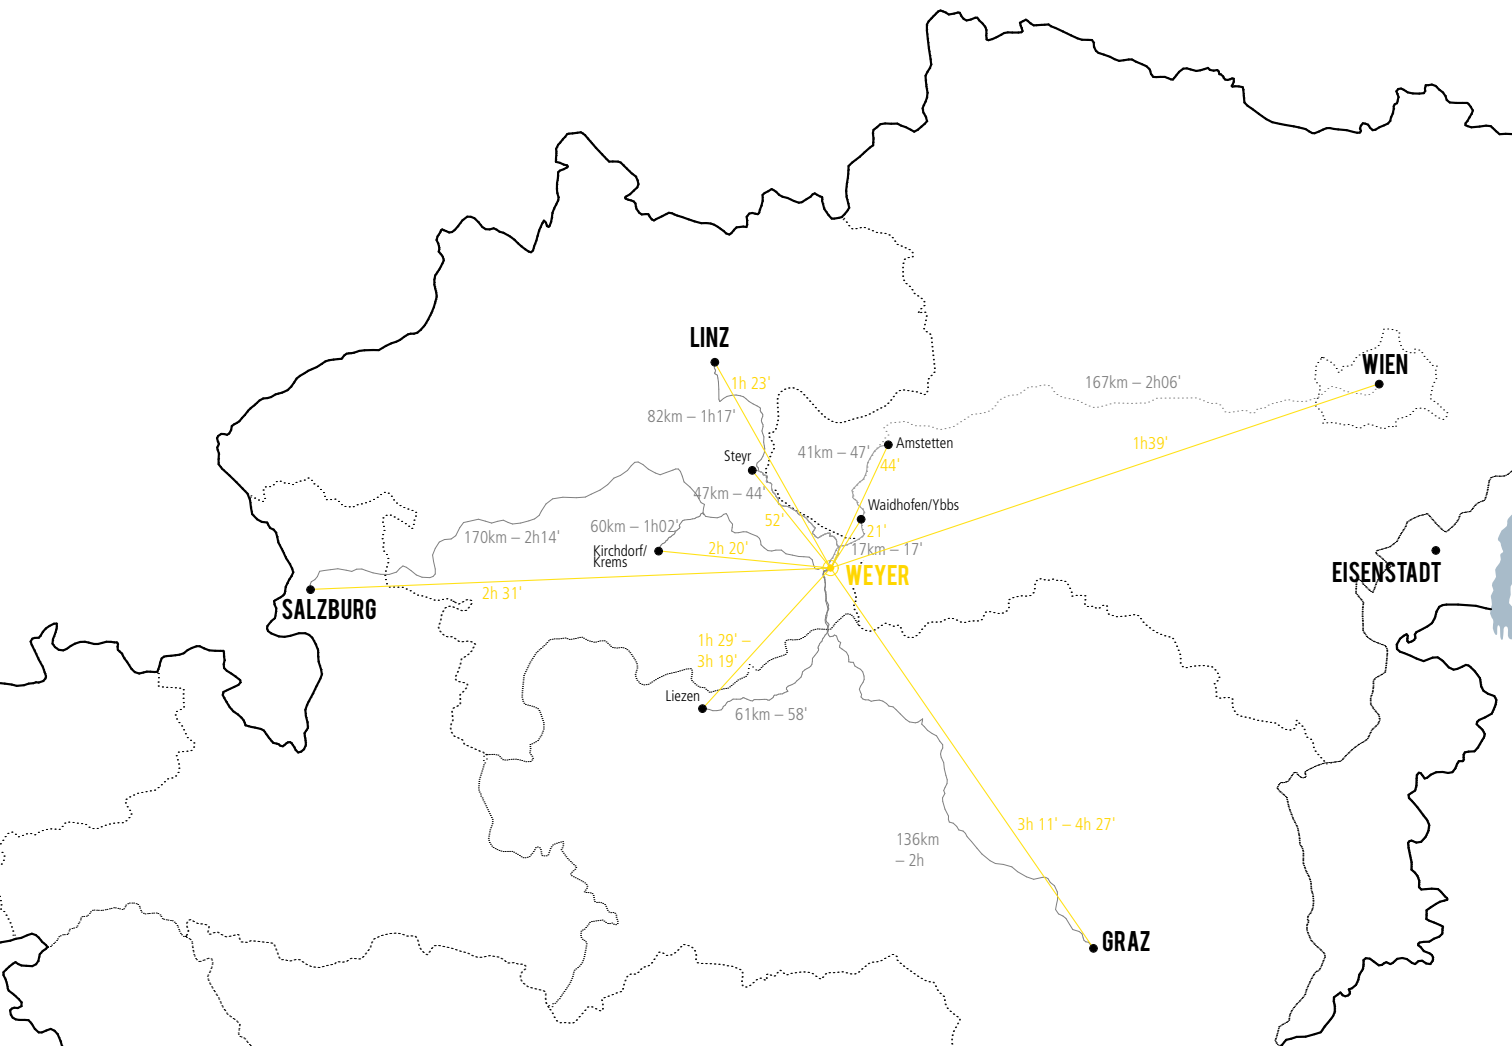 LINZ
1h 23'
82km – 1h17'
WIEN
167km – 2h06'
Amstetten
41km – 47'
44'
1h39'
Steyr
47km – 44'
52'
Waidhofen/Ybbs
21'
17km – 17'
170km – 2h14'
60km – 1h02'
Kirchdorf/
Krems
2h 20'
WEYER
EISENSTADT
2h 31'
SALZBURG
1h 29' –
3h 19'
Liezen
61km – 58'
3h 11' – 4h 27'
136km
– 2h
GRAZ